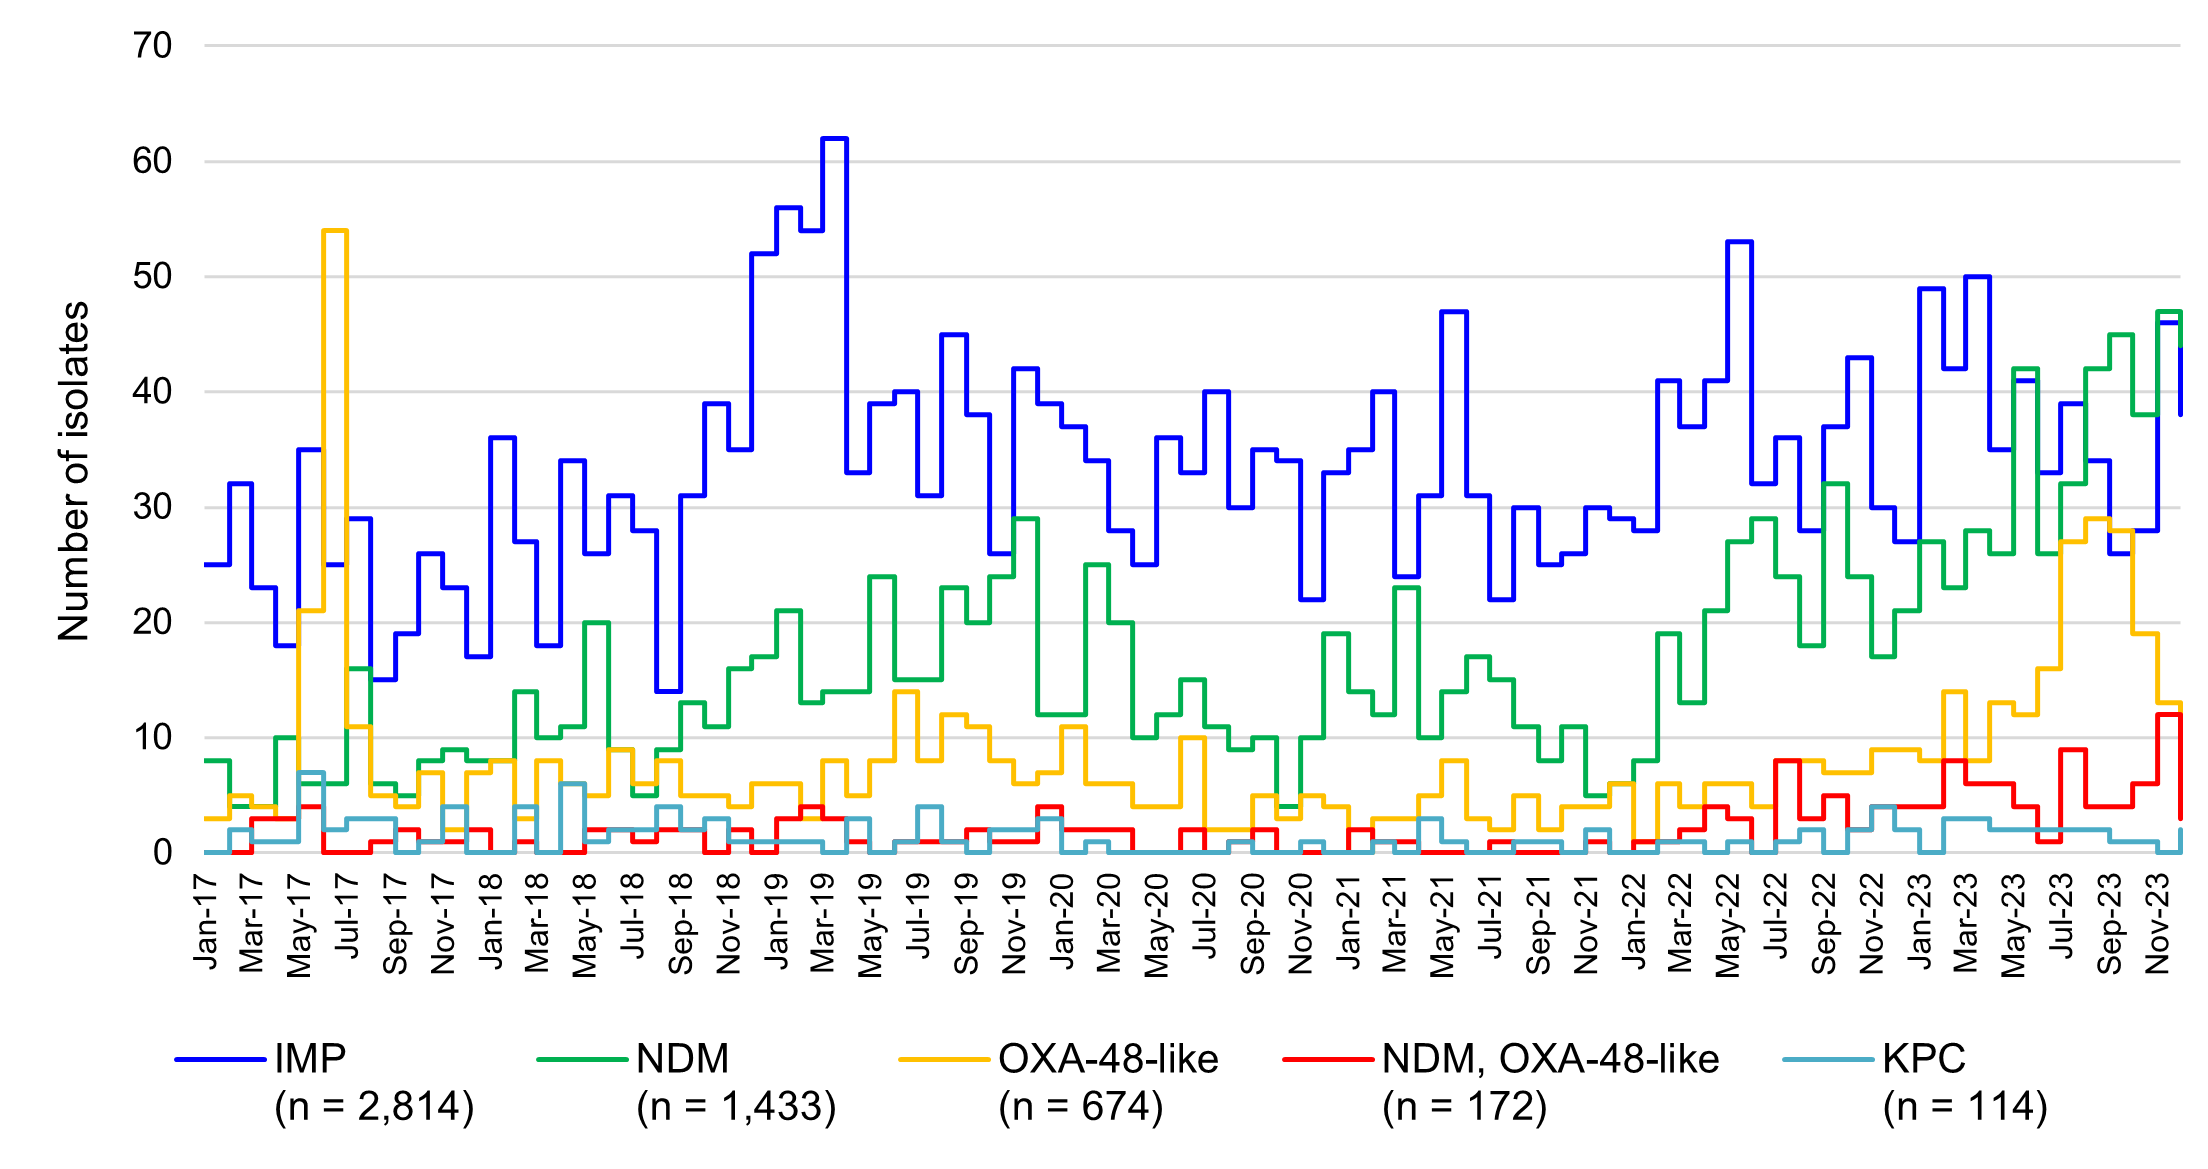 70
60
50
40
30
20
10
0
Number of isolates
Jan-17 Mar-17 May-17 Jul-17 Sep-17 Nov-17 Jan-18 Mar-18 May-18 Jul-18 Sep-18 Nov-18 Jan-19 Mar-19 May-19 Jul-19 Sep-19 Nov-19 Jan-20 Mar-20 May-20 Jul-20 Sep-20 Nov-20 Jan-21 Mar-21 May-21 Jul-21 Sep-21 Nov-21 Jan-22 Mar-22 May-22 Jul-22 Sep-22 Nov-22 Jan-23 Mar-23 May-23 Jul-23 Sep-23 Nov-23
IMP NDM OXA-48-like NDM, OXA-48-like KPC
(n = 2,814) (n = 1,433) (n = 674) (n = 172) (n = 114)